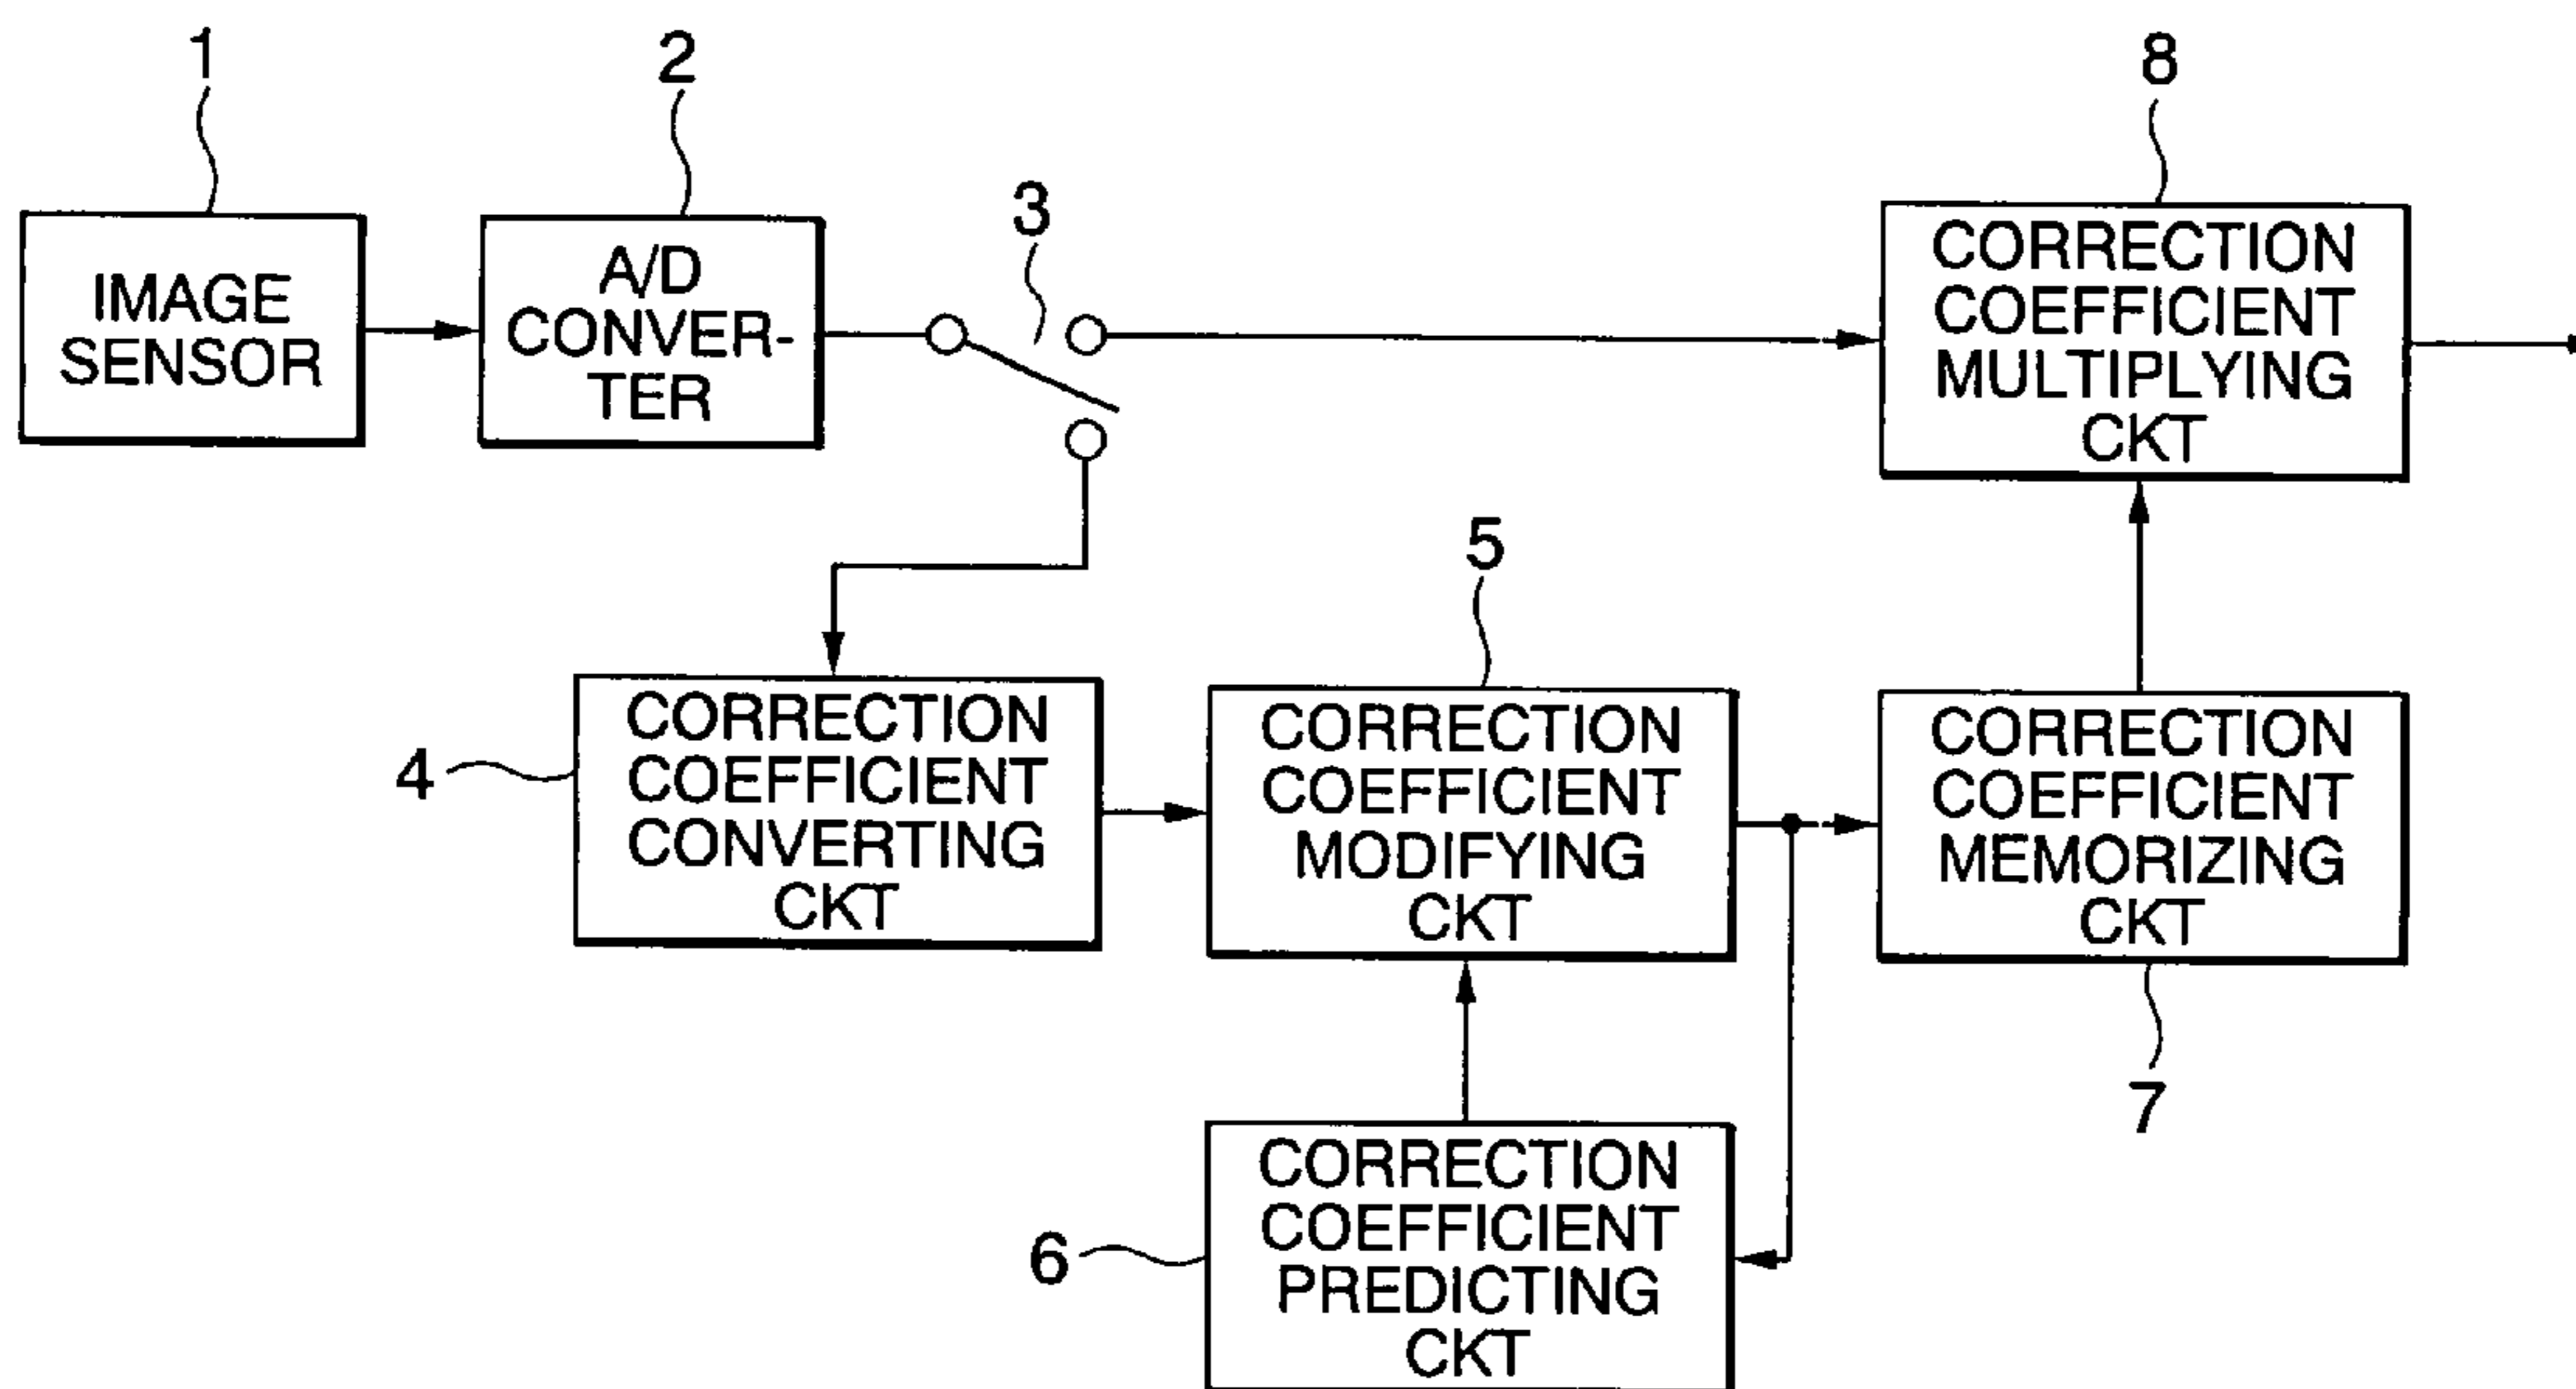 1
2
3
8
IMAGE
SENSOR
A/D
CONVER-
TER
CORRECTION
COEFFICIENT
MULTIPLYING
CKT
4
5
CORRECTION
COEFFICIENT
CONVERTING
CKT
CORRECTION
COEFFICIENT
MODIFYING
CKT
CORRECTION
COEFFICIENT
MEMORIZING
CKT
7
6
CORRECTION
COEFFICIENT
PREDICTING
CKT